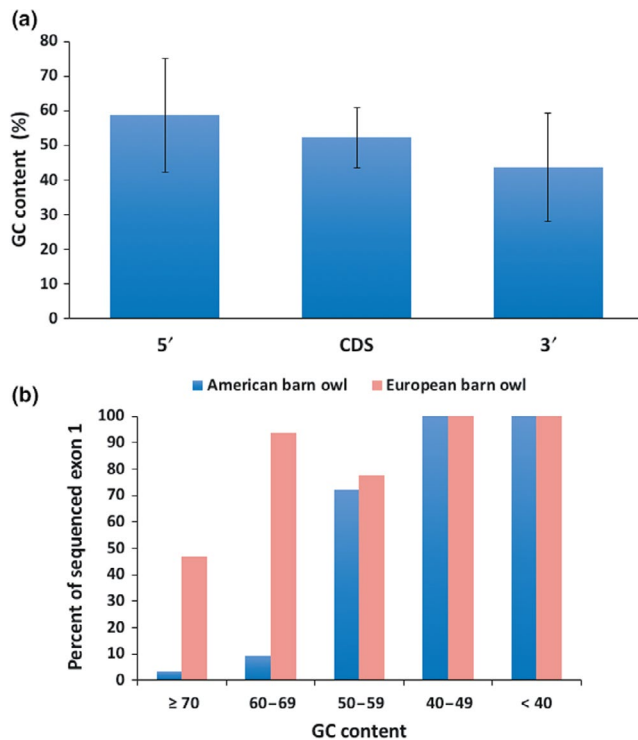 (a)
80
70
60
50
40
30
20
10
0
GC content (%)
5′ CDS 3′
American barn owl European barn owl
(b)
100
90
80
70
60
50
40
30
20
10
0
Percent of sequenced exon 1
≥ 70 60–69 50–59 40–49 < 40
GC content